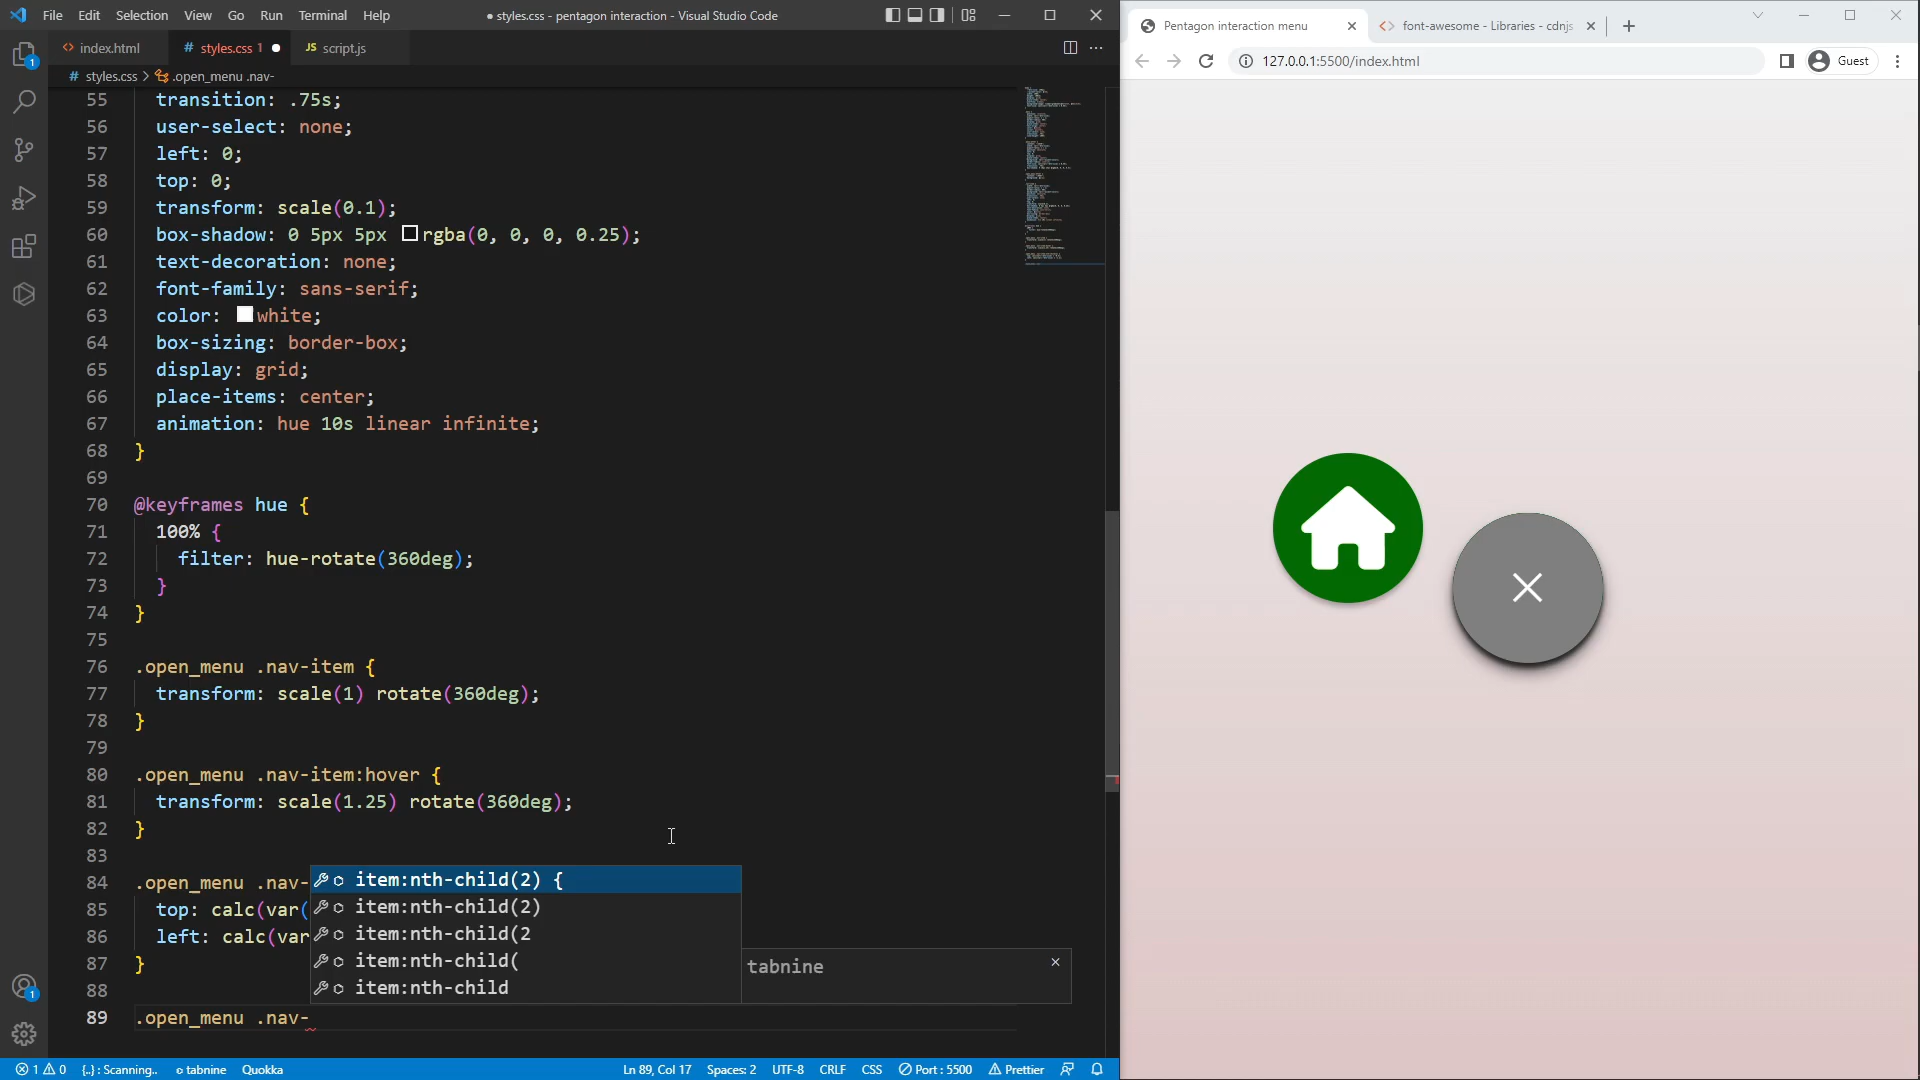 File Edit Selection View Go Run Terminal Help
● styles.css - pentagon interaction - Visual Studio Code
index.html
# styles.css 1 ●
JS script.js
# styles.css > .open_menu .nav-
55 transition: .75s;
56 user-select: none;
57 left: 0;
58 top: 0;
59 transform: scale(0.1);
60 box-shadow: 0 5px 5px rgba(0, 0, 0, 0.25);
61 text-decoration: none;
62 font-family: sans-serif;
63 color: white;
64 box-sizing: border-box;
65 display: grid;
66 place-items: center;
67 animation: hue 10s linear infinite;
68 }
69
70 @keyframes hue {
71 100% {
72 filter: hue-rotate(360deg);
73 }
74 }
75
76 .open_menu .nav-item {
77 transform: scale(1) rotate(360deg);
78 }
79
80 .open_menu .nav-item:hover {
81 transform: scale(1.25) rotate(360deg);
82 }
83
84 .open_menu .nav-
85 top: calc(var(
86 left: calc(var
87 }
88
89 .open_menu .nav-
item:nth-child(2) {
item:nth-child(2)
item:nth-child(2
item:nth-child(
item:nth-child
tabnine
1 0 {..} : Scanning.. tabnine Quokka
Ln 89, Col 17 Spaces: 2 UTF-8 CRLF CSS Port : 5500 Prettier
1
1
Pentagon interaction menu
font-awesome - Libraries - cdnjs
127.0.0.1:5500/index.html
Guest